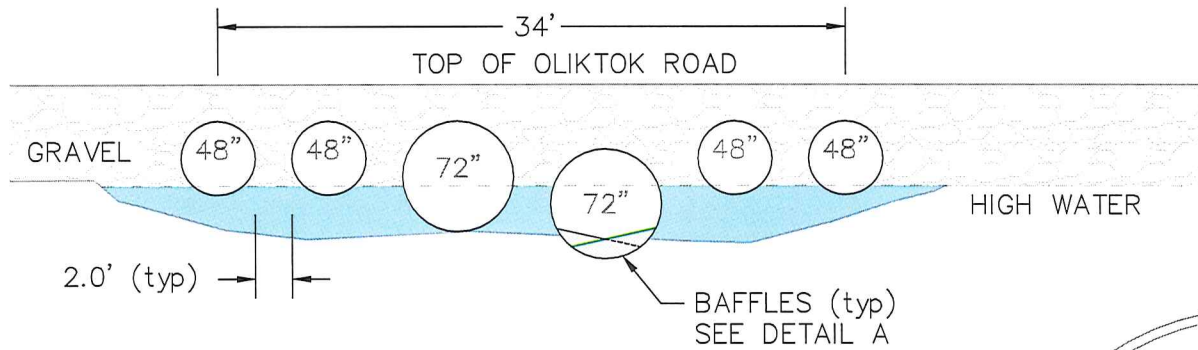 34'
TOP OF OLIKTOK ROAD
GRAVEL
48”
48”
72”
72”
48”
48”
HIGH WATER
2.0' (typ)
BAFFLES (typ)
SEE DETAIL A